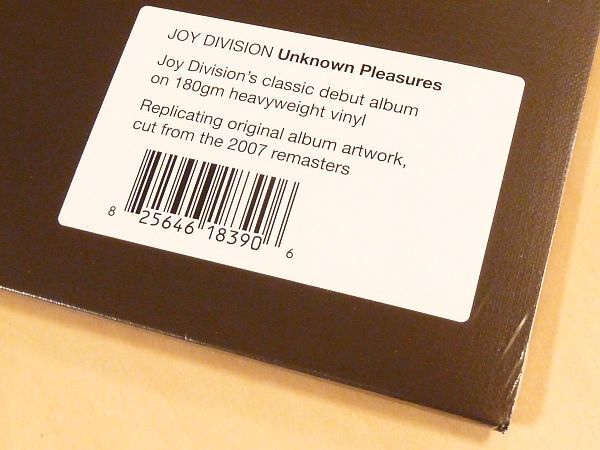 JOY DIVISION Unknown Pleasures
Joy Division's classic debut album
on 180gm heavyweight vinyl
Replicating original album artwork,
cut from the 2007 remasters
8 25646 18390 6